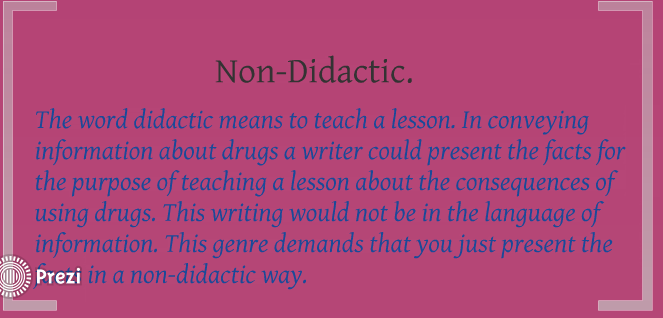 Non-Didactic.
The word didactic means to teach a lesson. In conveying
information about drugs a writer could present the facts for
the purpose of teaching a lesson about the consequences of
using drugs. This writing would not be in the language of
information. This genre demands that you just present the
facts in a non-didactic way.
Prezi